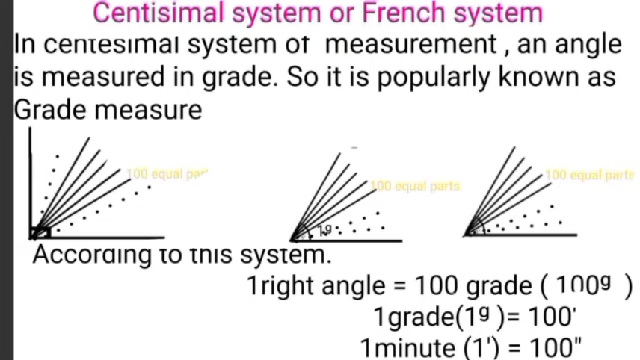 Centisimal system or French system
In centesimal system of measurement , an angle
is measured in grade. So it is popularly known as
Grade measure
100 equal par
100 equal parts
100 equal parts
1g
According to this system.
1right angle = 100 grade ( 100g )
1grade(1g )= 100'
1minute (1') = 100"